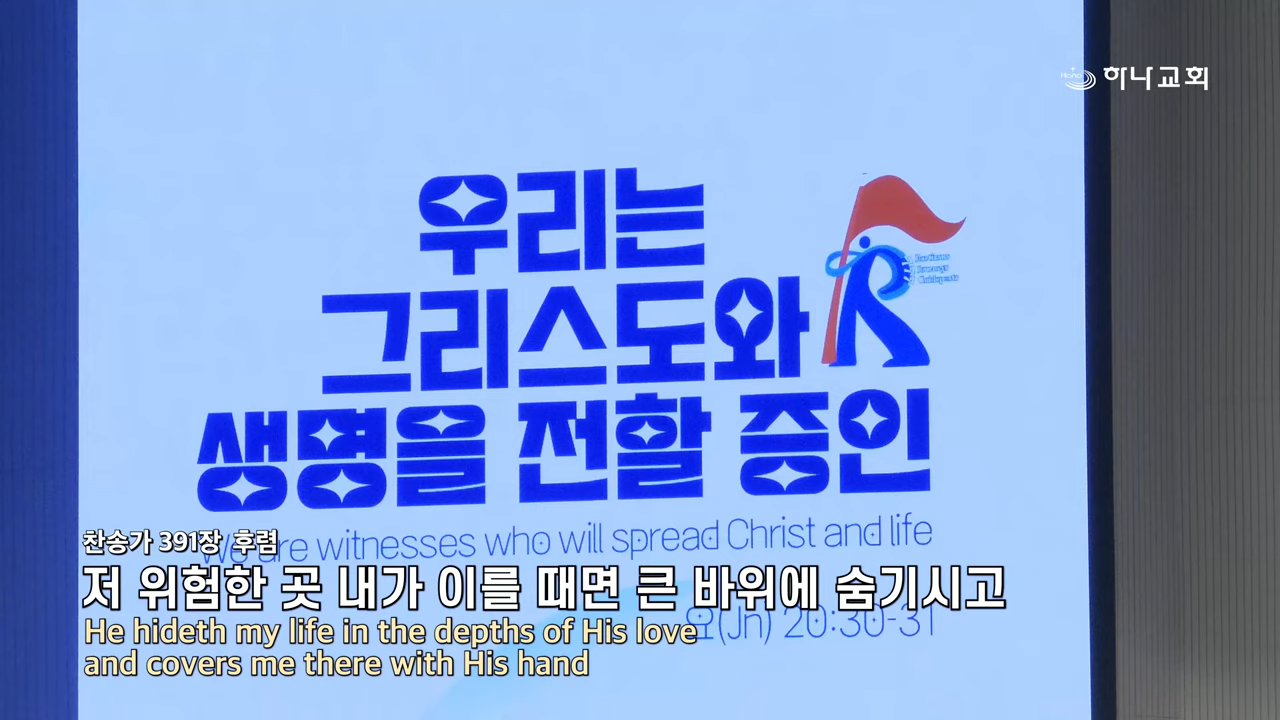 하나교회
우리는
그리스도와
생명을 전할 증인
We are witnesses who will spread Christ and life
요(Jn) 20:30-31
찬송가 391장 후렴
저 위험한 곳 내가 이를 때면 큰 바위에 숨기시고
He hideth my life in the depths of His love
and covers me there with His hand